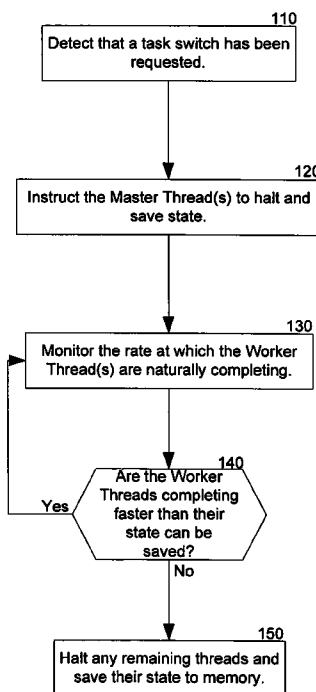 110
Detect that a task switch has been
requested.
120
Instruct the Master Thread(s) to halt and
save state.
130
Monitor the rate at which the Worker
Thread(s) are naturally completing.
140
Are the Worker
Threads completing
faster than their
state can be
saved?
Yes
No
150
Halt any remaining threads and
save their state to memory.